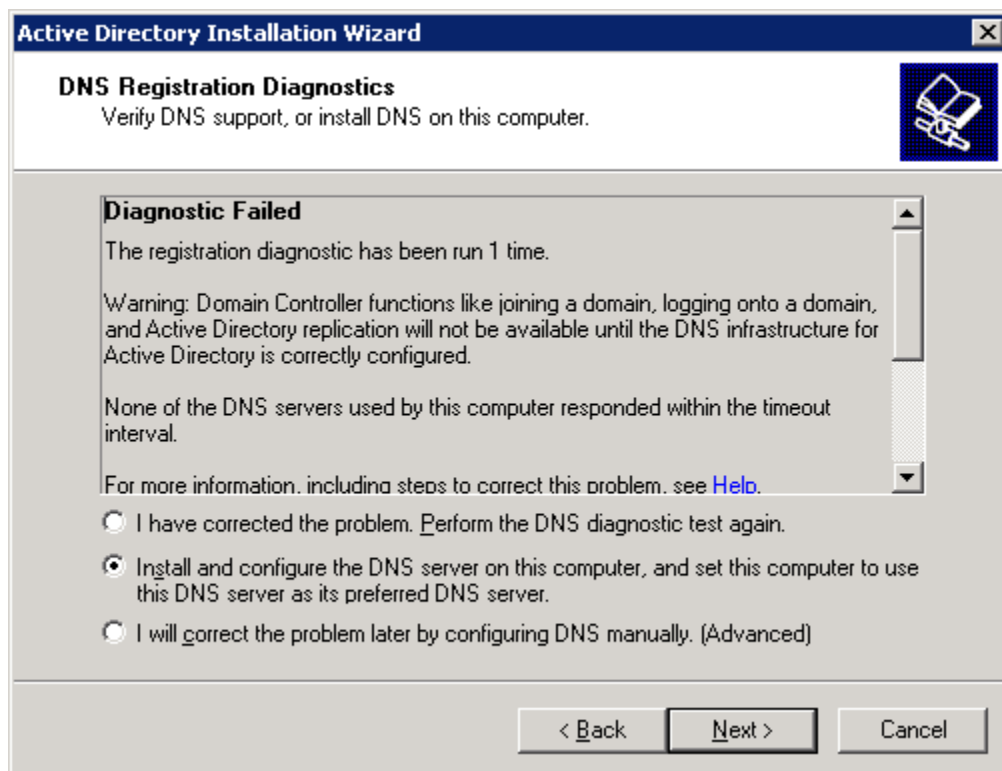 Active Directory Installation Wizard
DNS Registration Diagnostics
Verify DNS support, or install DNS on this computer.
Diagnostic Failed
The registration diagnostic has been run 1 time.
Warning: Domain Controller functions like joining a domain, logging onto a domain,
and Active Directory replication will not be available until the DNS infrastructure for
Active Directory is correctly configured.
None of the DNS servers used by this computer responded within the timeout
interval.
For more information, including steps to correct this problem, see Help.
I have corrected the problem. Perform the DNS diagnostic test again.
Install and configure the DNS server on this computer, and set this computer to use
this DNS server as its preferred DNS server.
I will correct the problem later by configuring DNS manually. (Advanced)
< Back Next > Cancel